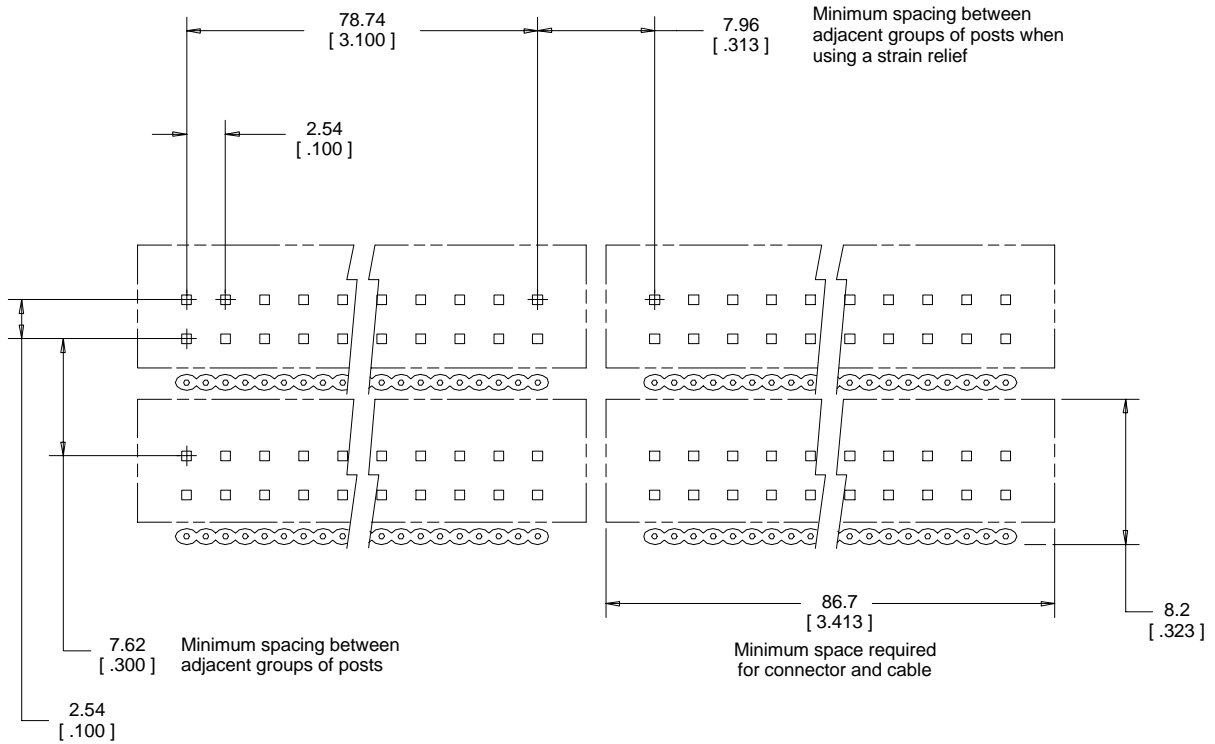 78.74
[ 3.100 ]
7.96
[ .313 ]
Minimum spacing between
adjacent groups of posts when
using a strain relief
2.54
[ .100 ]
86.7
[ 3.413 ]
Minimum space required
for connector and cable
8.2
[ .323 ]
7.62
[ .300 ]
Minimum spacing between
adjacent groups of posts
2.54
[ .100 ]